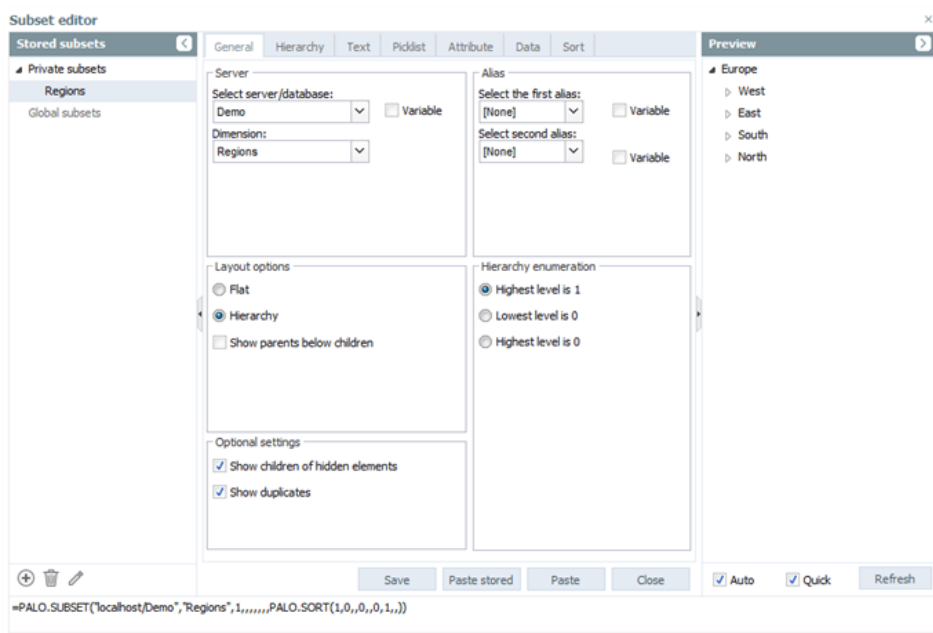 Subset editor
Stored subsets
Private subsets
Regions
Global subsets
General Hierarchy Text Picklist Attribute Data Sort
Server
Select server/database:
Demo
Variable
Dimension:
Regions
Alias
Select the first alias:
[None]
Variable
Select second alias:
[None]
Variable
Layout options
Flat
Hierarchy
Show parents below children
Hierarchy enumeration
Highest level is 1
Lowest level is 0
Highest level is 0
Optional settings
Show children of hidden elements
Show duplicates
Save Paste stored Paste Close
Preview
Europe
West
East
South
North
Auto Quick Refresh
=PALO.SUBSET("localhost/Demo","Regions",1,,,,,,,PALO.SORT(1,0,,0,,0,1,,))